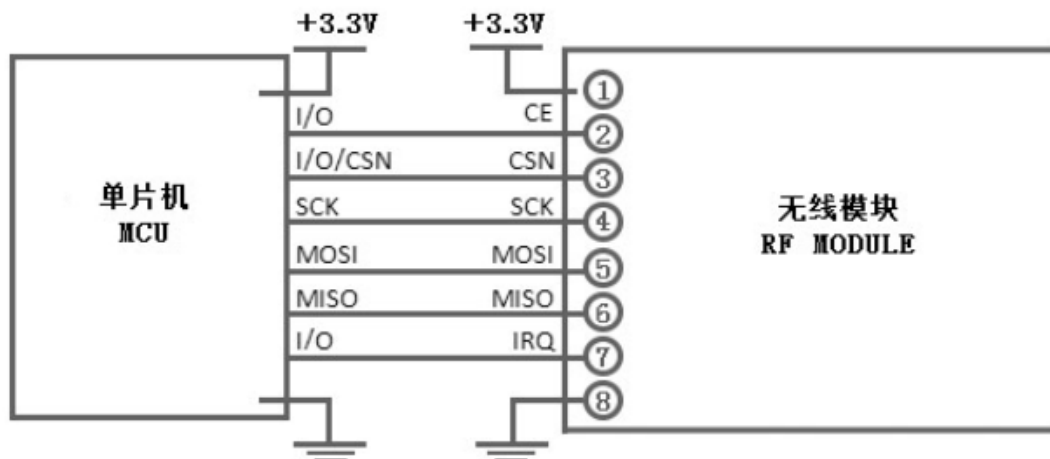 +3.3V +3.3V
①
I/O CE ②
I/O/CSN CSN ③
单片机
MCU
SCK SCK ④
无线模块
RF MODULE
MOSI MOSI ⑤
MISO MISO ⑥
I/O IRQ ⑦
⑧